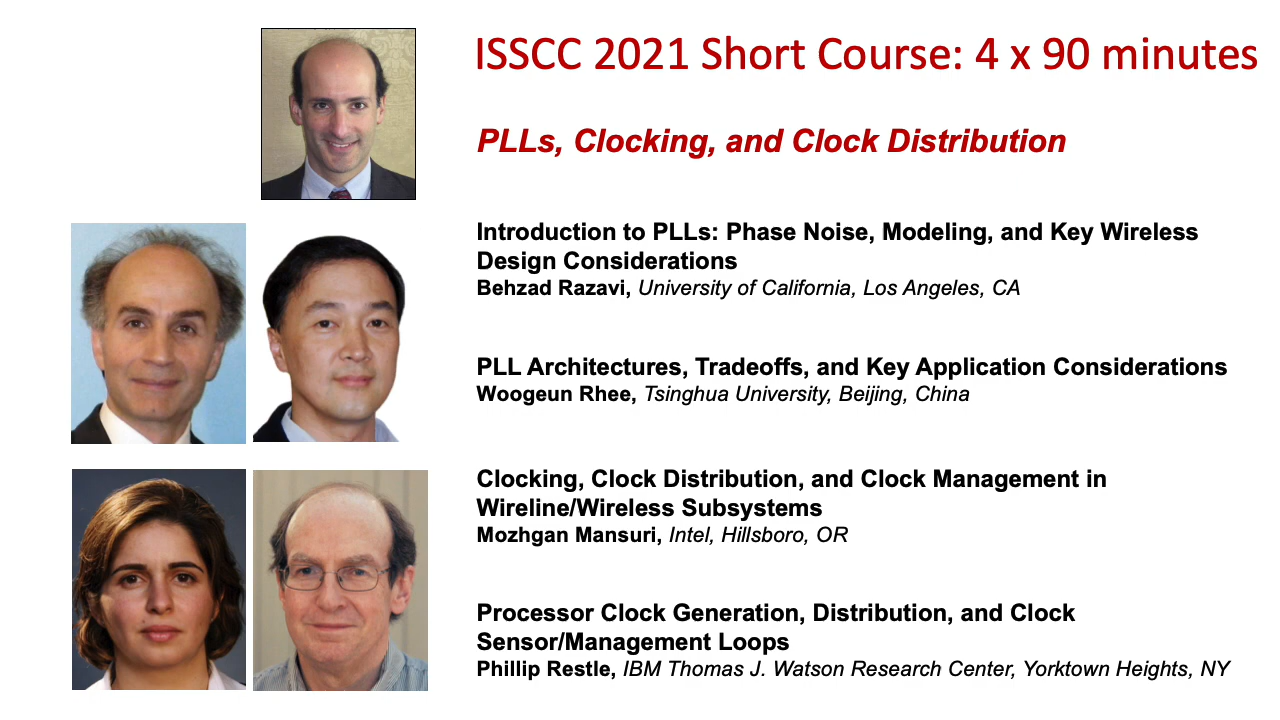 ISSCC 2021 Short Course: 4 x 90 minutes
PLLs, Clocking, and Clock Distribution
Introduction to PLLs: Phase Noise, Modeling, and Key Wireless
Design Considerations
Behzad Razavi, University of California, Los Angeles, CA
PLL Architectures, Tradeoffs, and Key Application Considerations
Woogeun Rhee, Tsinghua University, Beijing, China
Clocking, Clock Distribution, and Clock Management in
Wireline/Wireless Subsystems
Mozhgan Mansuri, Intel, Hillsboro, OR
Processor Clock Generation, Distribution, and Clock
Sensor/Management Loops
Phillip Restle, IBM Thomas J. Watson Research Center, Yorktown Heights, NY